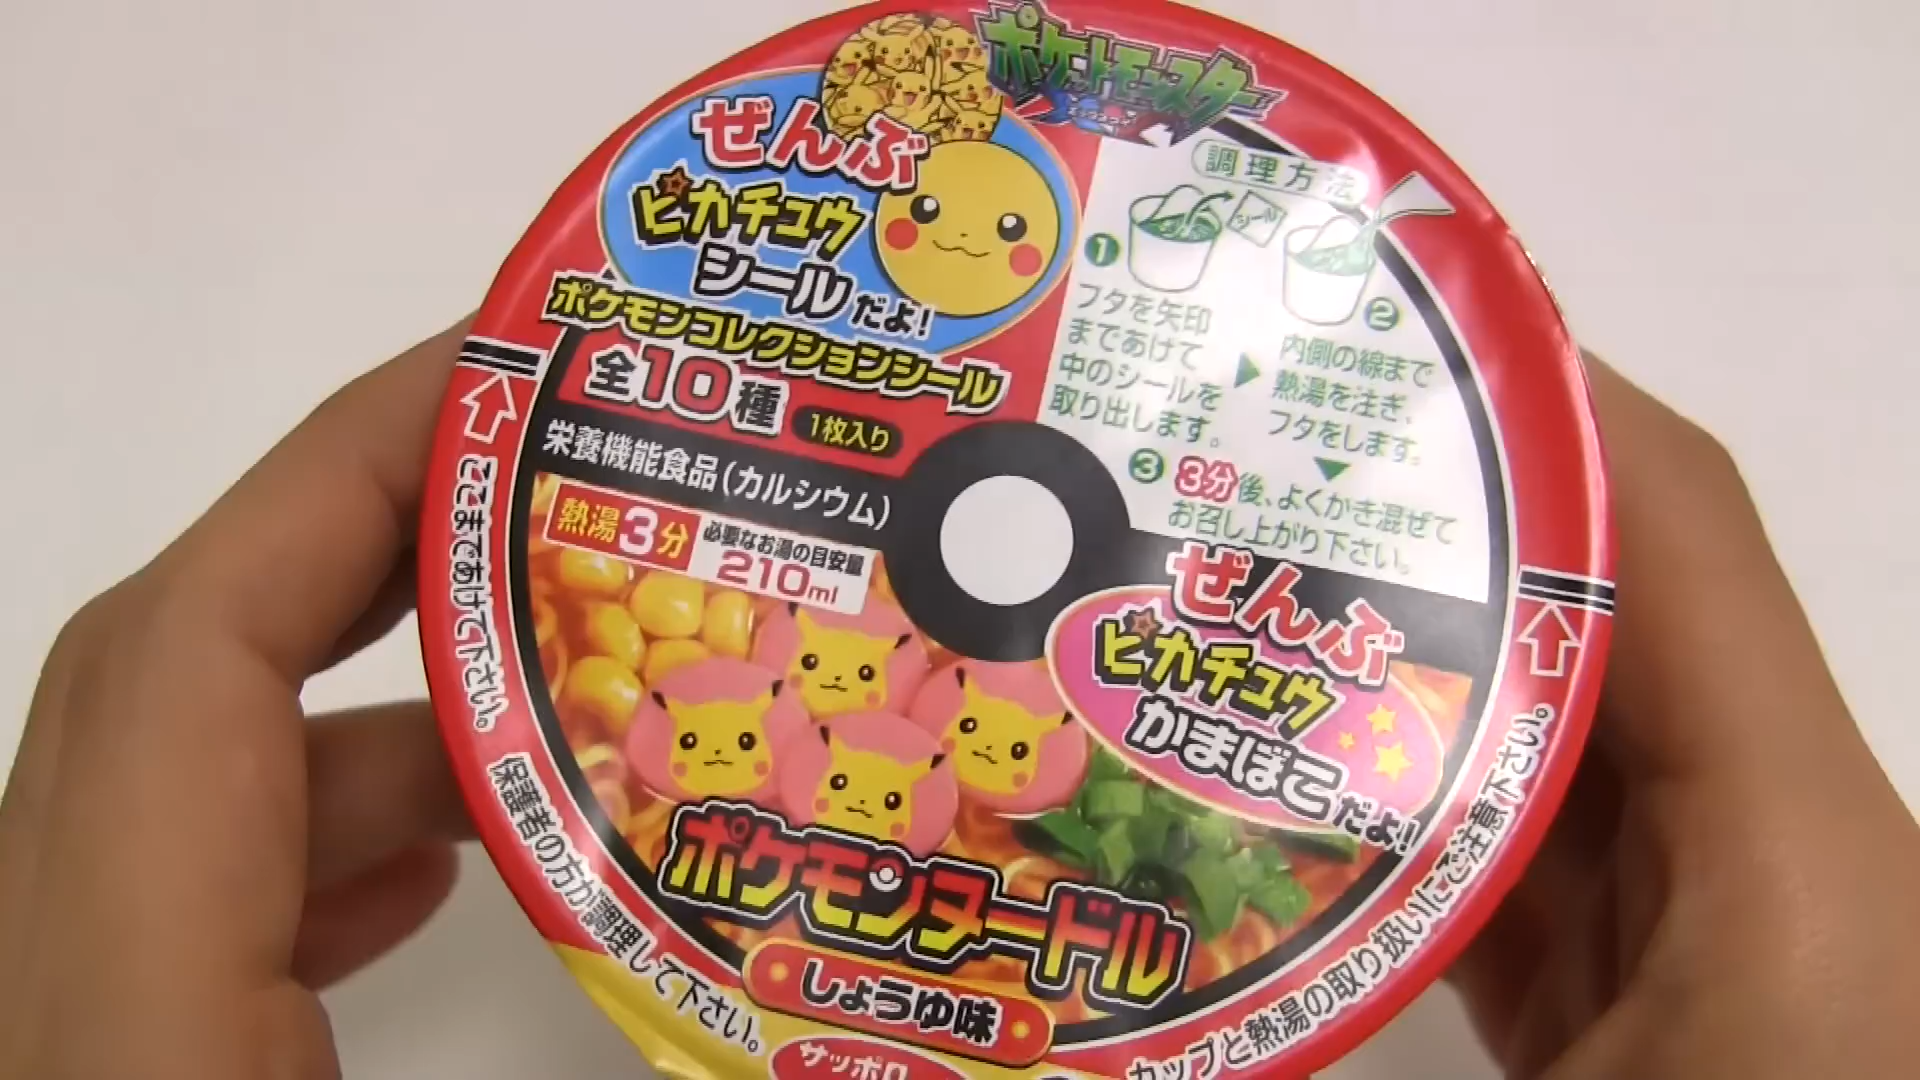 ポケットモンスター
ぜんぶ
ピカチュウ
シールだよ!
ポケモンコレクションシール
全10種
1枚入り
栄養機能食品(カルシウム)
熱湯3分
必要なお湯の目安量
210ml
調理方法
シール
1
フタを矢印
まであけて
中のシールを
取り出します。
2
内側の線まで
熱湯を注ぎ、
フタをします。
3 3分後、よくかき混ぜて
お召し上がり下さい。
ぜんぶ
ピカチュウ
かまぼこだよ!
ポケモンヌードル
しょうゆ味
サッポロ
ここまであけて下さい。
保護者の方が調理して下さい。
カップと熱湯の取り扱いにご注意下さい。